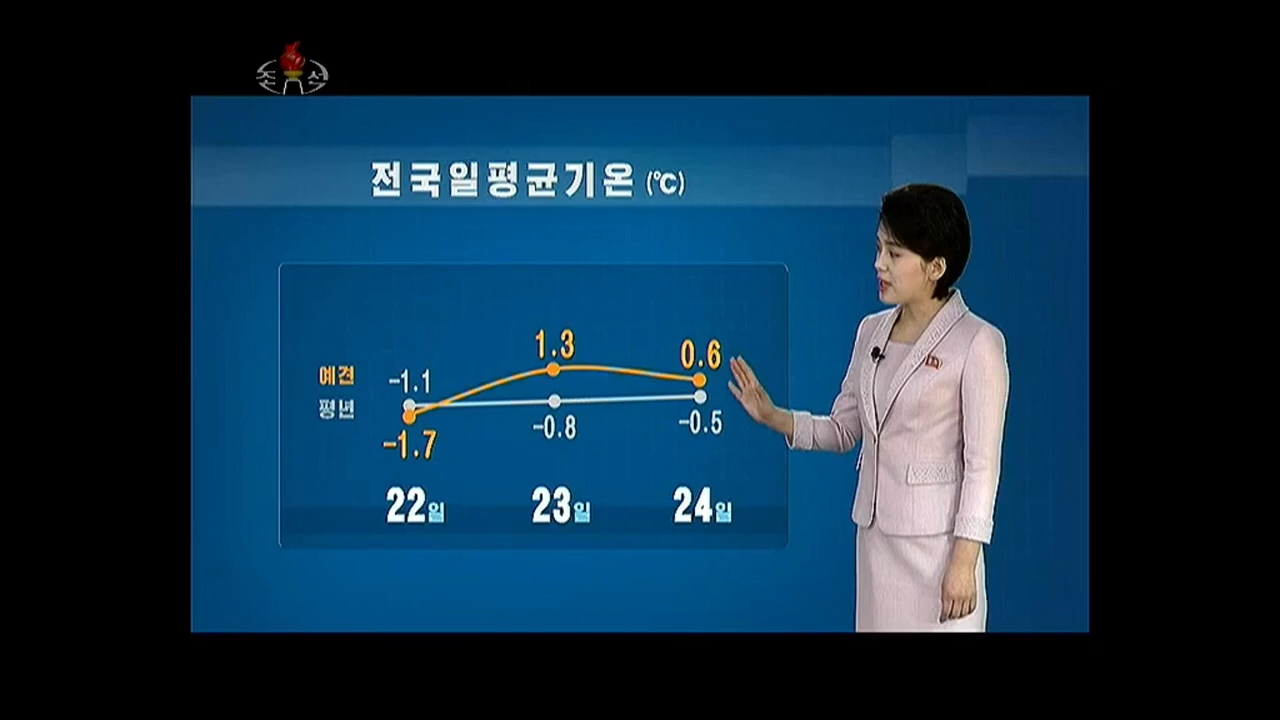 조선
전국일평균기온 (℃)
예견 -1.1 1.3 0.6
평년 -1.7 -0.8 -0.5
22일 23일 24일